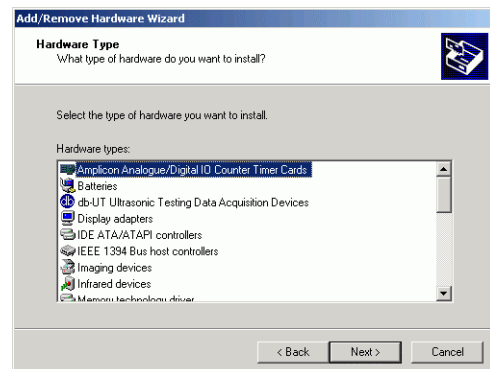 Add/Remove Hardware Wizard
Hardware Type
What type of hardware do you want to install?
Select the type of hardware you want to install.
Hardware types:
Amplicon Analogue/Digital IO Counter Timer Cards
Batteries
db-UT Ultrasonic Testing Data Acquisition Devices
Display adapters
IDE ATA/ATAPI controllers
IEEE 1394 Bus host controllers
Imaging devices
Infrared devices
Memory technology driver
< Back Next > Cancel